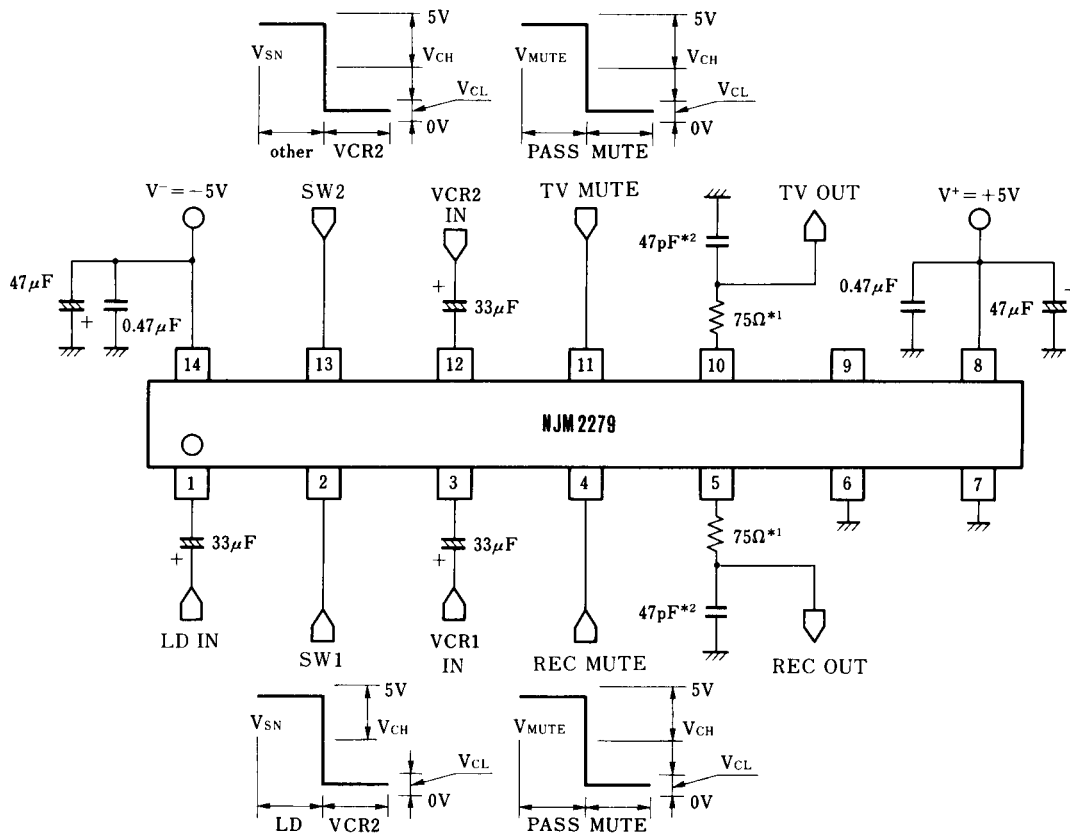 5V
5V
VSN
VCH
VMUTE
VCH
VCL
VCL
0V
0V
other
VCR2
PASS
MUTE
V⁻=−5V
SW2
VCR2
IN
TV MUTE
TV OUT
V⁺=+5V
47pF*2
47μF
+
0.47μF
+
33μF
75Ω*1
0.47μF
47μF
+
14
13
12
11
10
9
8
NJM2279
1
2
3
4
5
6
7
+
33μF
+
33μF
75Ω*1
47pF*2
LD IN
SW1
VCR1
IN
REC MUTE
REC OUT
5V
5V
VSN
VCH
VMUTE
VCH
VCL
VCL
0V
0V
LD
VCR2
PASS
MUTE